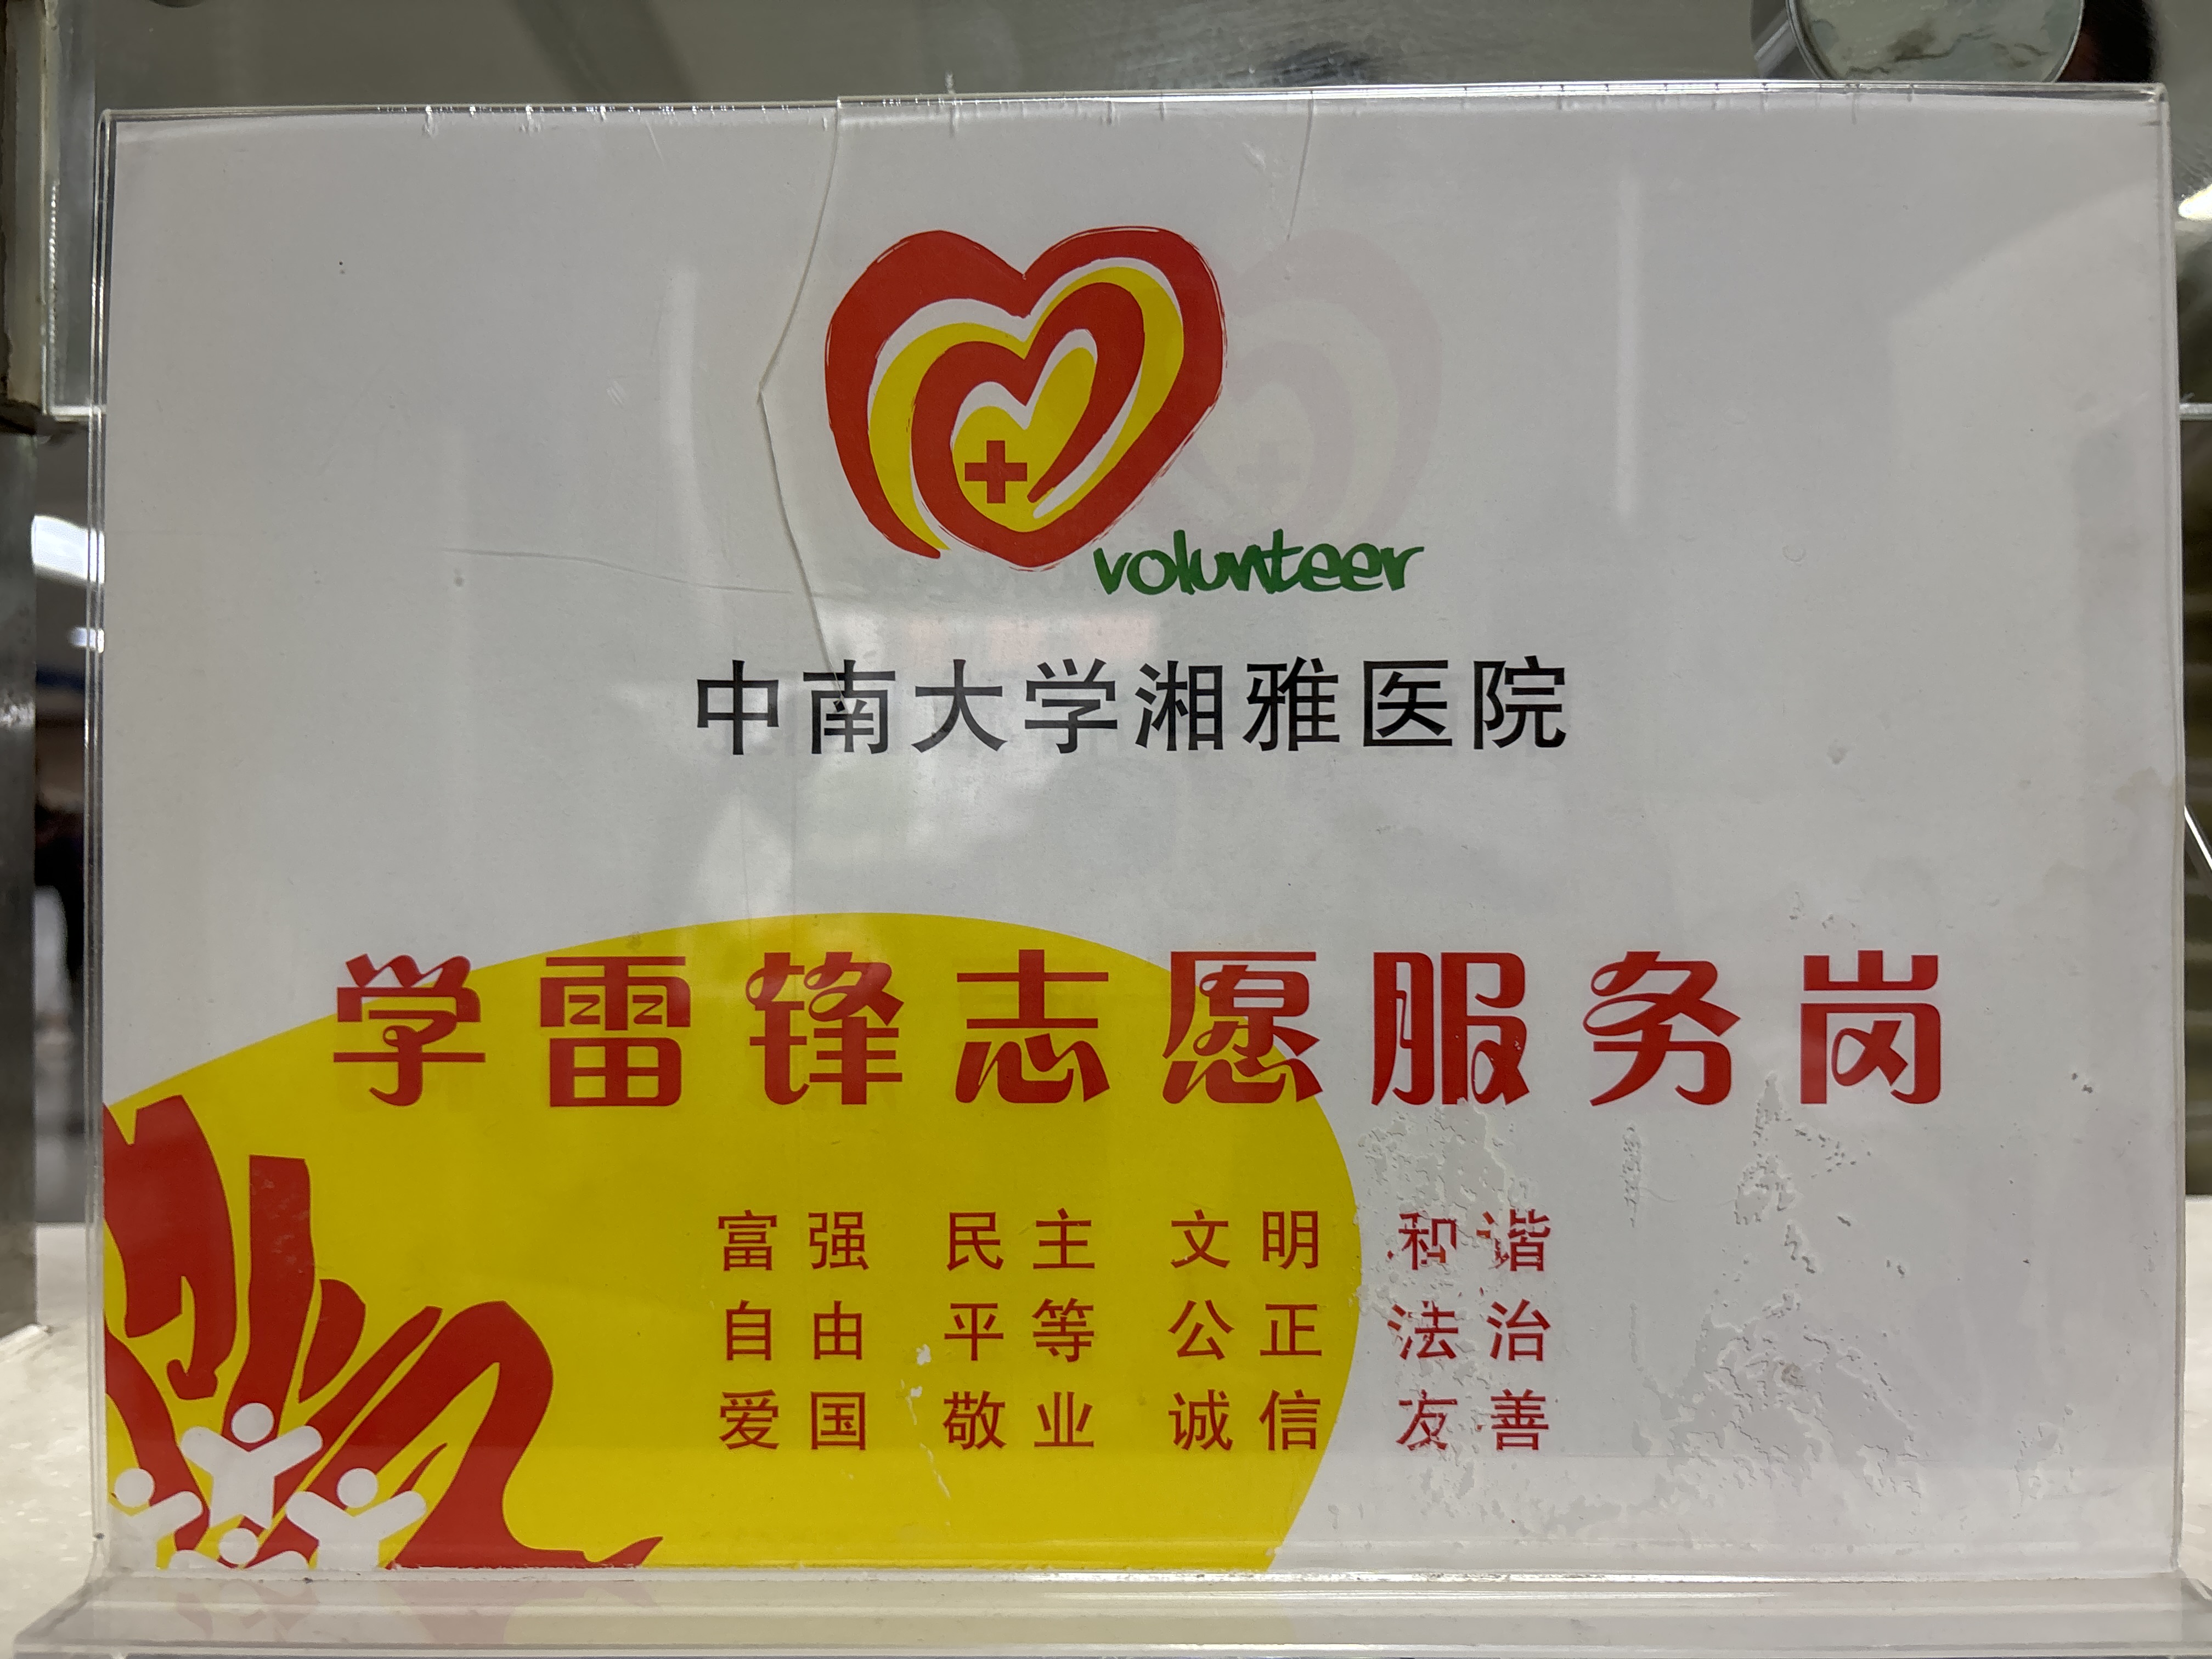 volunteer
中南大学湘雅医院
学雷锋志愿服务岗
富强 民主 文明 和谐
自由 平等 公正 法治
爱国 敬业 诚信 友善